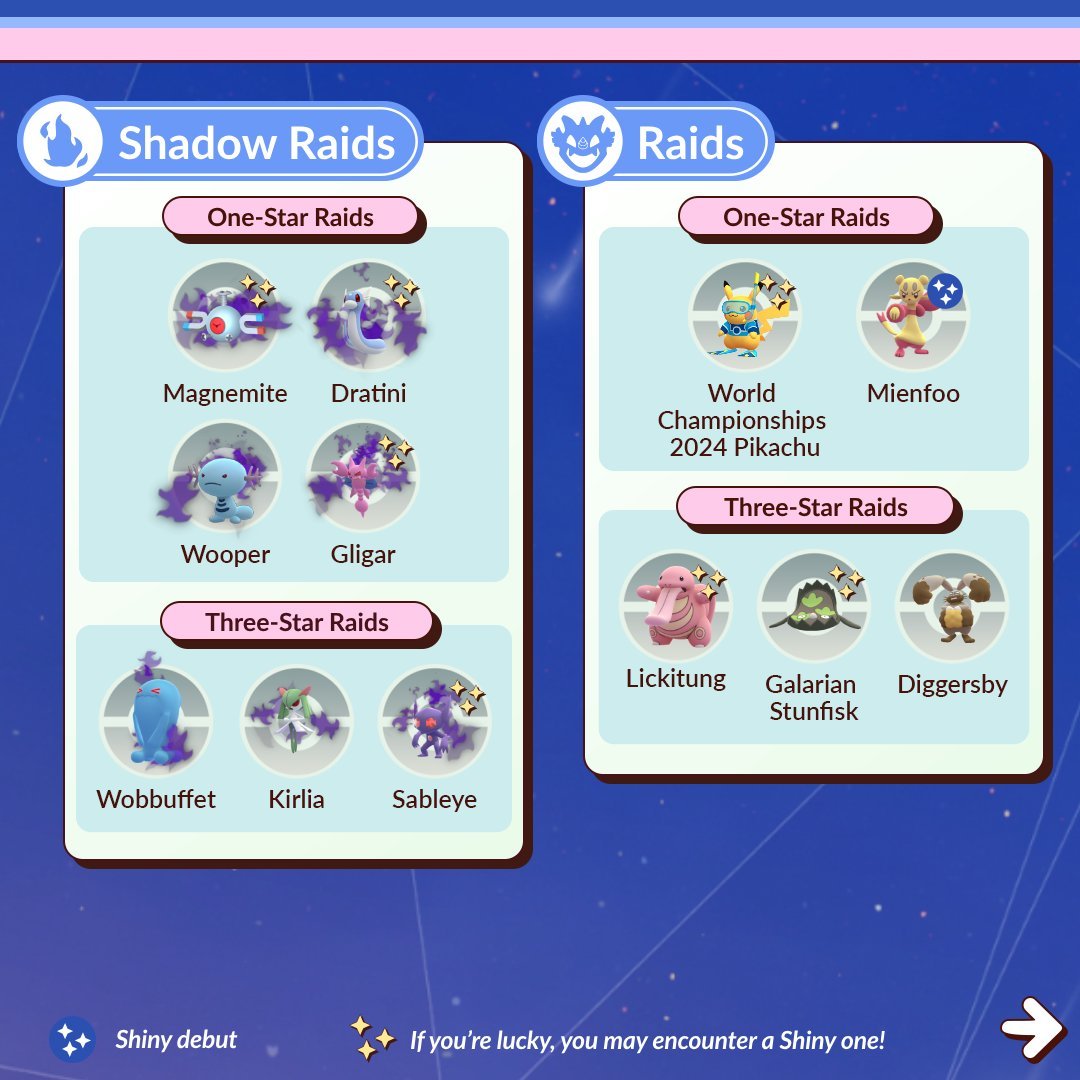 Shadow Raids
One-Star Raids
Magnemite
Dratini
Wooper
Gligar
Three-Star Raids
Wobbuffet
Kirlia
Sableye
Raids
One-Star Raids
World
Championships
2024 Pikachu
Mienfoo
Three-Star Raids
Lickitung
Galarian
Stunfisk
Diggersby
Shiny debut
If you're lucky, you may encounter a Shiny one!